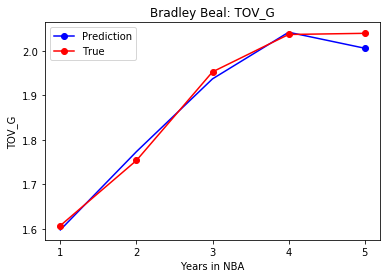 Bradley Beal: TOV_G
Prediction
True
2.0
1.9
1.8
1.7
1.6
TOV_G
1 2 3 4 5
Years in NBA